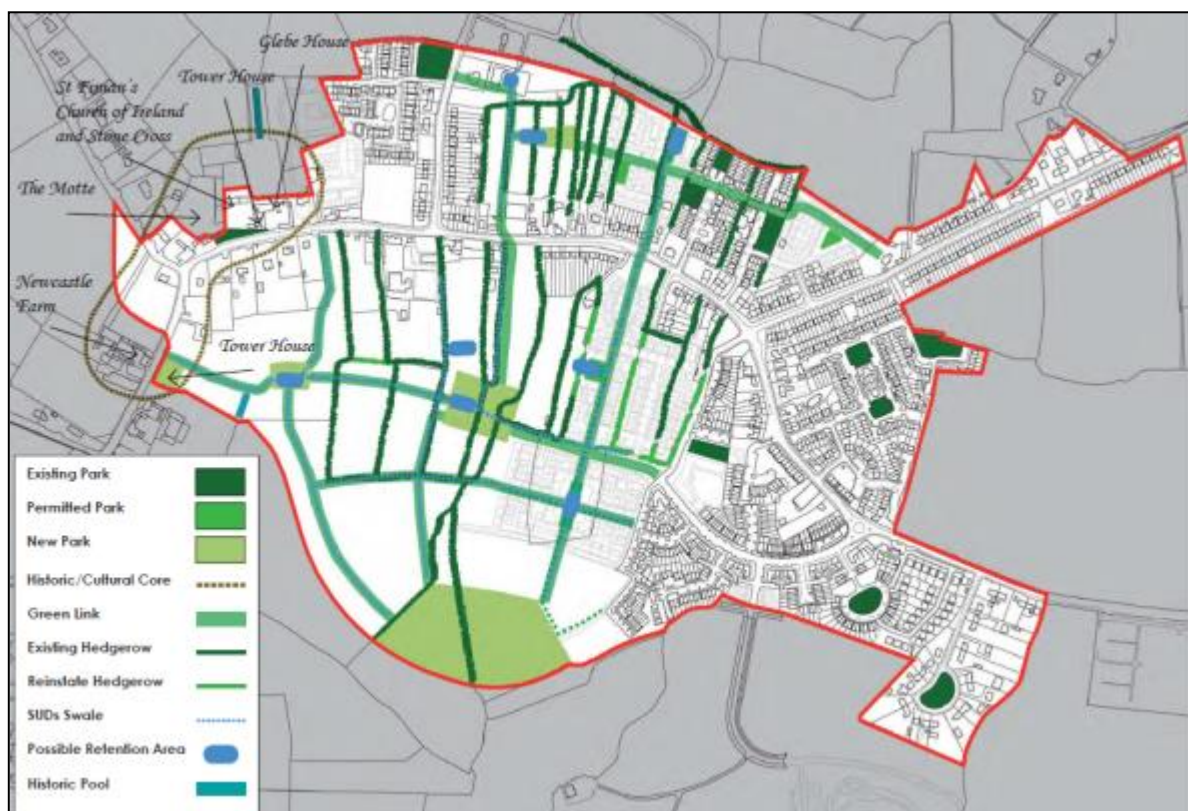 Glebe House
Tower House
St Finian's
Church of Ireland
and Stone Cross
The Motte
Newcastle
Farm
Tower House
Existing Park
Permitted Park
New Park
Historic/Cultural Core
Green Link
Existing Hedgerow
Reinstate Hedgerow
SUDs Swale
Possible Retention Area
Historic Pool